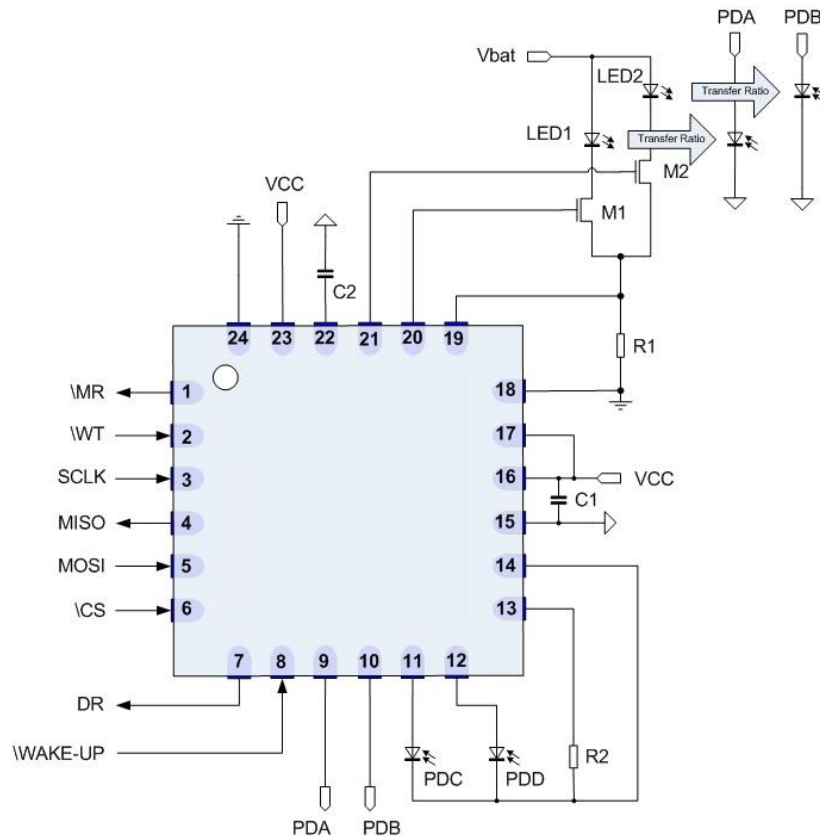 PDA PDB
Vbat
LED2
Transfer Ratio
LED1
Transfer Ratio
VCC
M2
M1
C2
24 23 22 21 20 19
R1
\MR 1
18
\WT 2
17
SCLK 3
16 VCC
C1
MISO 4
15
MOSI 5
14
\CS 6
13
7 8 9 10 11 12
DR
\WAKE-UP
PDC PDD R2
PDA PDB